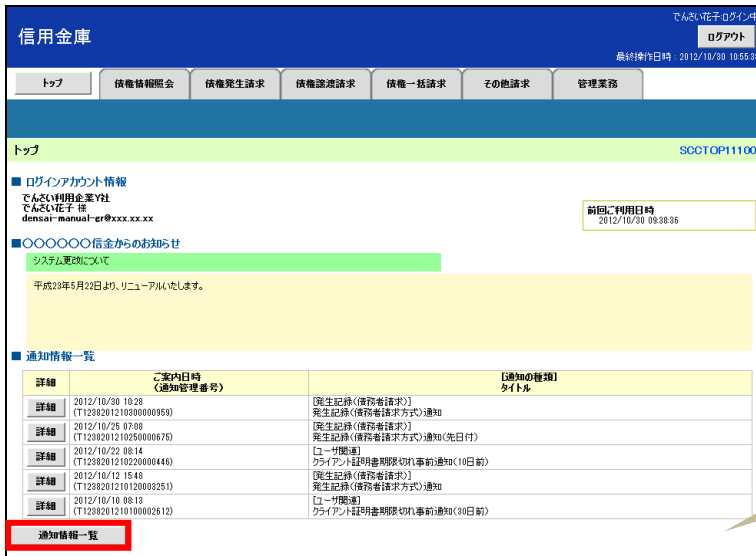 でんさい花子:ログイン中
信用金庫
ログアウト
最終操作日時：2012/10/30 10:55:3
トップ 債権情報照会 債権発生請求 債権譲渡請求 債権一括請求 その他請求 管理業務
トップ SCCTOP11100
■ ログインアカウント情報
でんさい利用企業Y社
でんさい花子 様
densai-manual-gr@xxx.xx.xx
前回ご利用日時
2012/10/30 09:38:36
■〇〇〇〇〇〇信金からのお知らせ
システム更改について
平成23年5月22日より、リニューアルいたします。
■ 通知情報一覧
詳細 ご案内日時 [通知の種類]
（通知管理番号） タイトル
詳細 2012/10/30 10:28 [発生記録（債務者請求）]
(T1238201210300000959) 発生記録（債務者請求方式）通知
詳細 2012/10/25 07:08 [発生記録（債務者請求）]
(T1238201210250000675) 発生記録（債務者請求方式）通知（先日付）
詳細 2012/10/22 08:14 [ユーザ関連]
(T1238201210220000446) クライアント証明書期限切れ事前通知（10日前）
詳細 2012/10/12 15:48 [発生記録（債務者請求）]
(T1238201210120003251) 発生記録（債務者請求方式）通知
詳細 2012/10/10 08:13 [ユーザ関連]
(T1238201210100002612) クライアント証明書期限切れ事前通知（30日前）
通知情報一覧